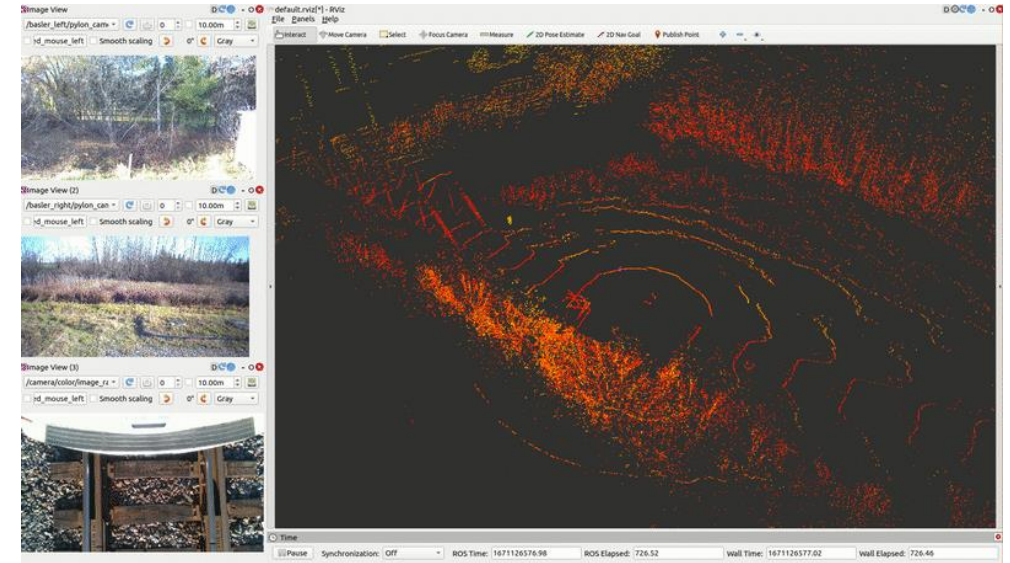 Image View
/basler_left/pylon_cam
0
10.00m
ed_mouse_left
Smooth scaling
0°
Gray
Image View (2)
/basler_right/pylon_can
0
10.00m
ed_mouse_left
Smooth scaling
0°
Gray
Image View (3)
/camera/color/image_ra
0
10.00m
ed_mouse_left
Smooth scaling
0°
Gray
default.rviz[*] - RViz
File Panels Help
Interact Move Camera Select Focus Camera Measure 2D Pose Estimate 2D Nav Goal Publish Point
Time
Pause Synchronization: Off ROS Time: 1671126576.98 ROS Elapsed: 726.52 Wall Time: 1671126577.02 Wall Elapsed: 726.46